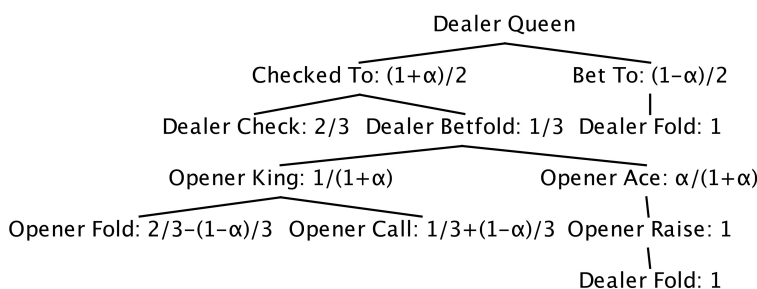 Dealer Queen
Checked To: (1+α)/2 Bet To: (1−α)/2
Dealer Check: 2/3 Dealer Betfold: 1/3 Dealer Fold: 1
Opener King: 1/(1+α) Opener Ace: α/(1+α)
Opener Fold: 2/3−(1−α)/3 Opener Call: 1/3+(1−α)/3 Opener Raise: 1
Dealer Fold: 1